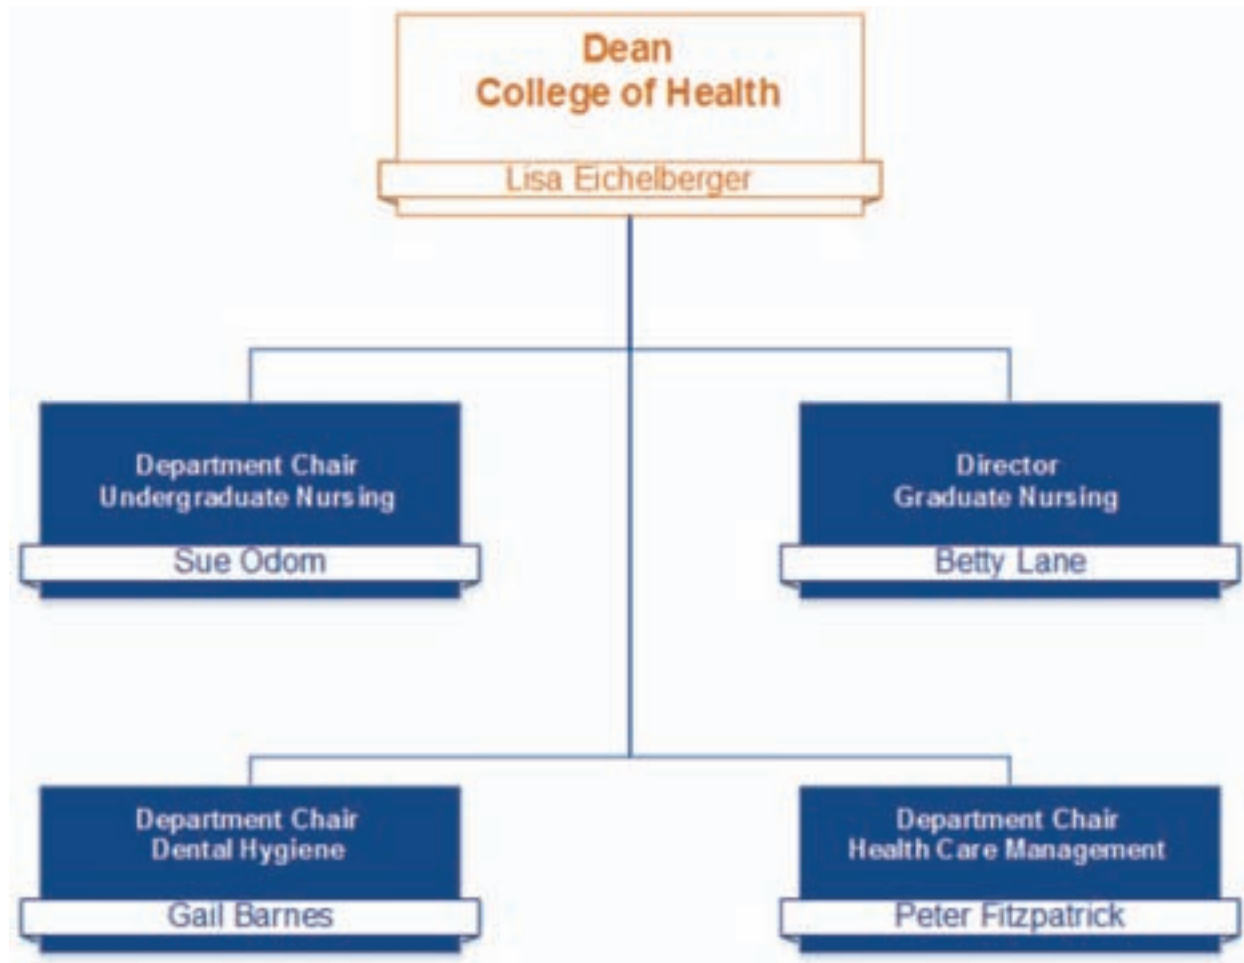 Dean
College of Health
Lisa Eichelberger
Department Chair
Undergraduate Nursing
Sue Odom
Director
Graduate Nursing
Betty Lane
Department Chair
Dental Hygiene
Gail Barnes
Department Chair
Health Care Management
Peter Fitzpatrick